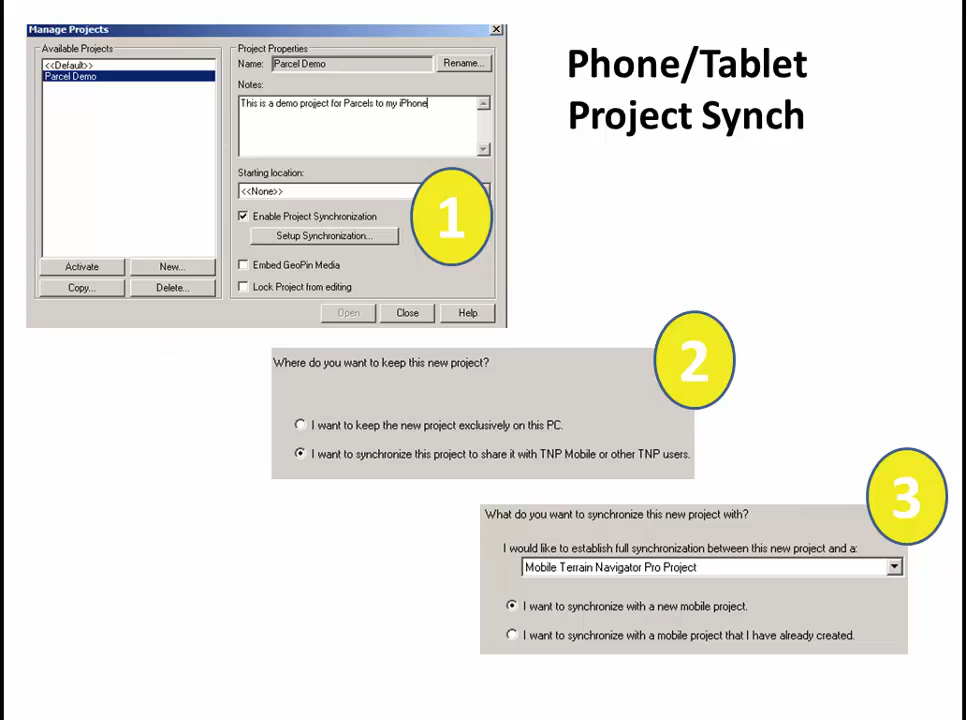 Manage Projects
Phone/Tablet
Project Synch
Available Projects
<<Default>>
Parcel Demo
Activate
New...
Copy...
Delete...
Project Properties
Name: Parcel Demo Rename...
Notes:
This is a demo project for Parcels to my iPhone
Starting location:
<<None>>
Enable Project Synchronization
Setup Synchronization...
Embed GeoPin Media
Lock Project from editing
Open Close Help
1
2
Where do you want to keep this new project?
I want to keep the new project exclusively on this PC.
I want to synchronize this project to share it with TNP Mobile or other TNP users.
3
What do you want to synchronize this new project with?
I would like to establish full synchronization between this new project and a:
Mobile Terrain Navigator Pro Project
I want to synchronize with a new mobile project.
I want to synchronize with a mobile project that I have already created.